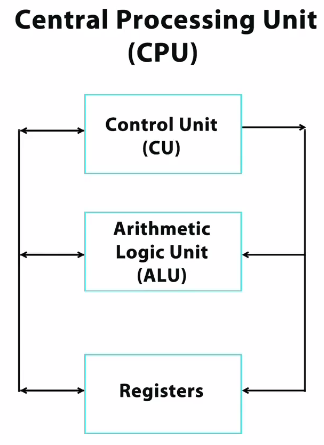 Central Processing Unit
(CPU)
Control Unit
(CU)
Arithmetic
Logic Unit
(ALU)
Registers